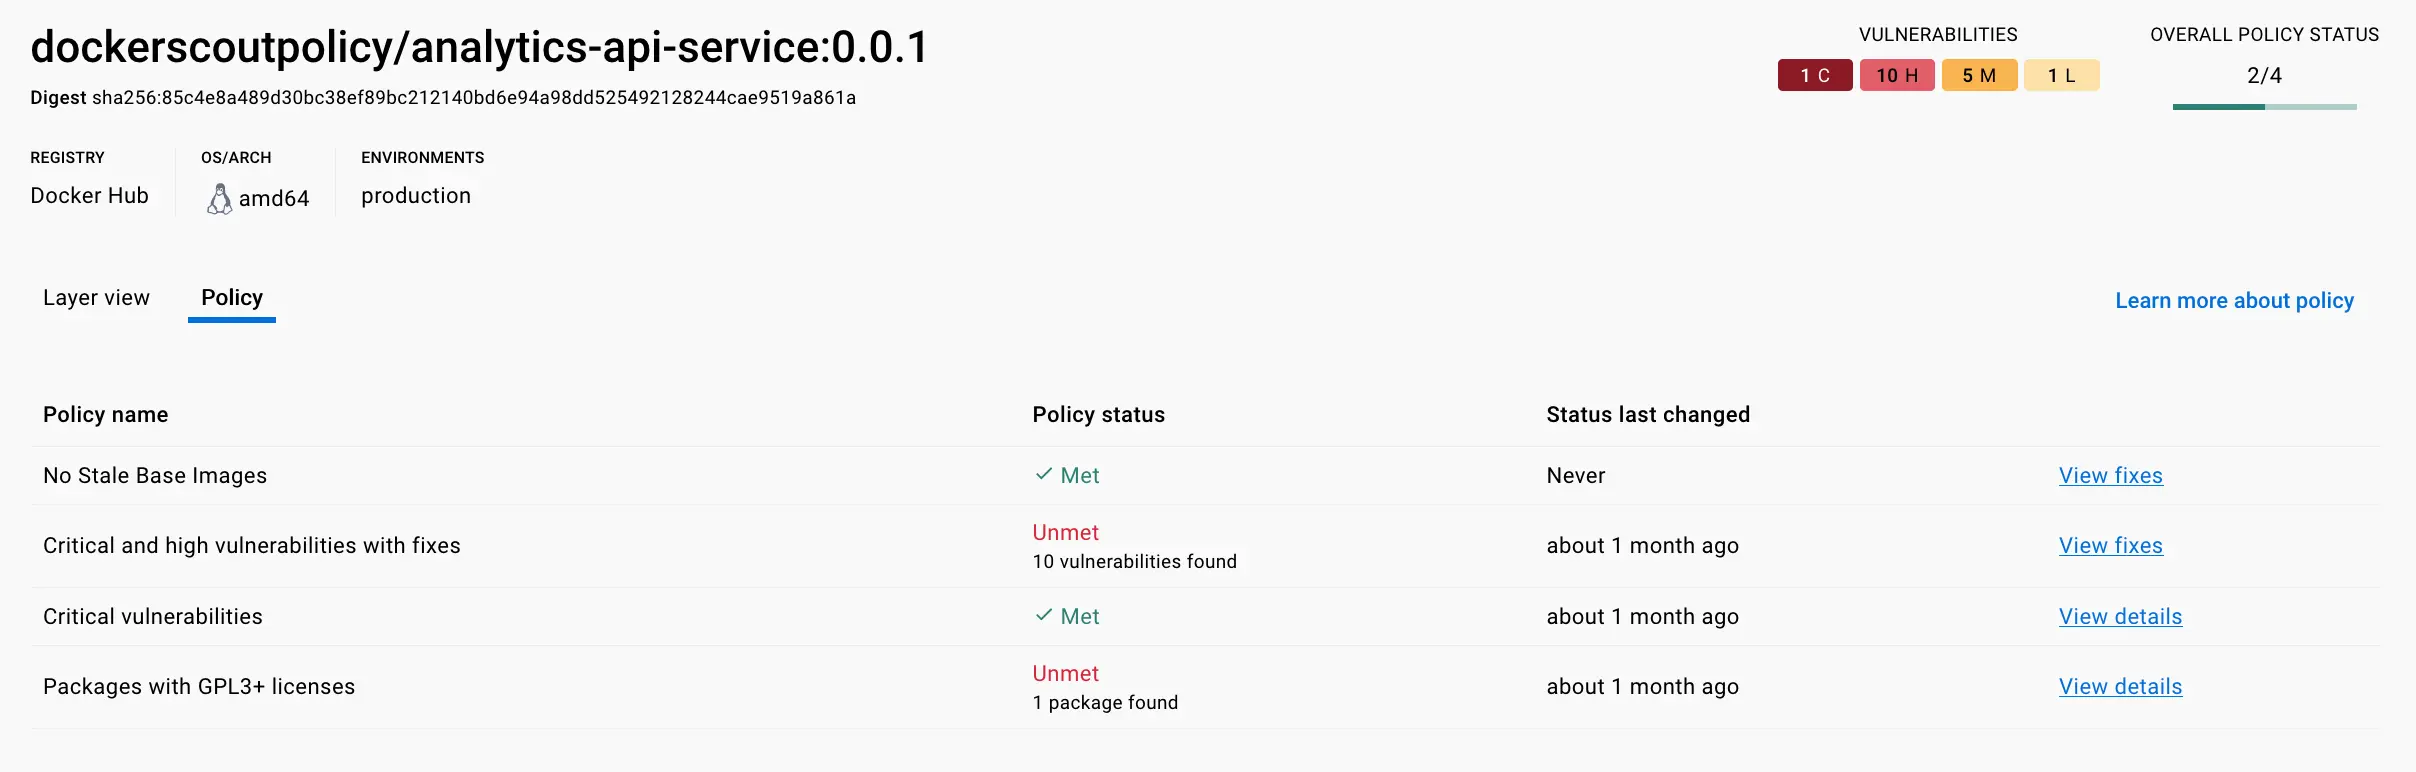 dockerscoutpolicy/analytics-api-service:0.0.1
Digest sha256:85c4e8a489d30bc38ef89bc212140bd6e94a98dd525492128244cae9519a861a
VULNERABILITIES
1 C 10 H 5 M 1 L
OVERALL POLICY STATUS
2/4
REGISTRY
Docker Hub
OS/ARCH
amd64
ENVIRONMENTS
production
Layer view Policy Learn more about policy
Policy name Policy status Status last changed
No Stale Base Images Met Never View fixes
Critical and high vulnerabilities with fixes Unmet about 1 month ago View fixes
10 vulnerabilities found
Critical vulnerabilities Met about 1 month ago View details
Packages with GPL3+ licenses Unmet about 1 month ago View details
1 package found